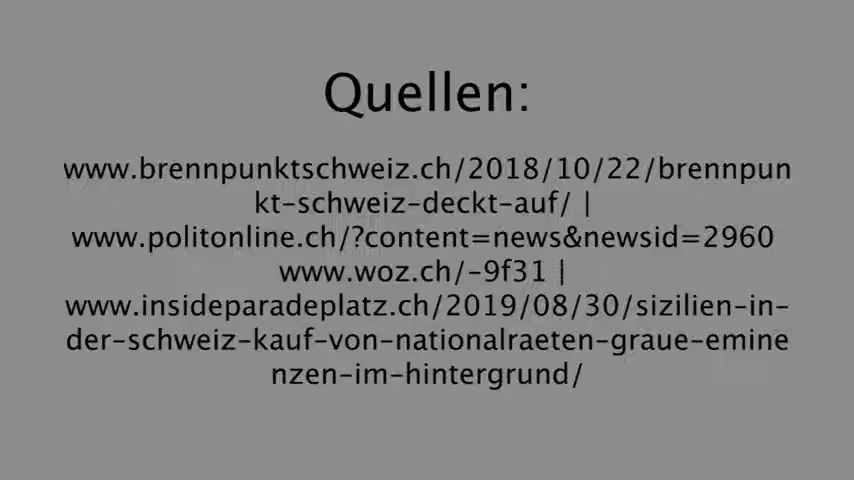 Quellen:
www.brennpunktschweiz.ch/2018/10/22/brennpun
kt-schweiz-deckt-auf/ |
www.politonline.ch/?content=news&newsid=2960
www.woz.ch/-9f31 |
www.insideparadeplatz.ch/2019/08/30/sizilien-in-
der-schweiz-kauf-von-nationalraeten-graue-emine
nzen-im-hintergrund/